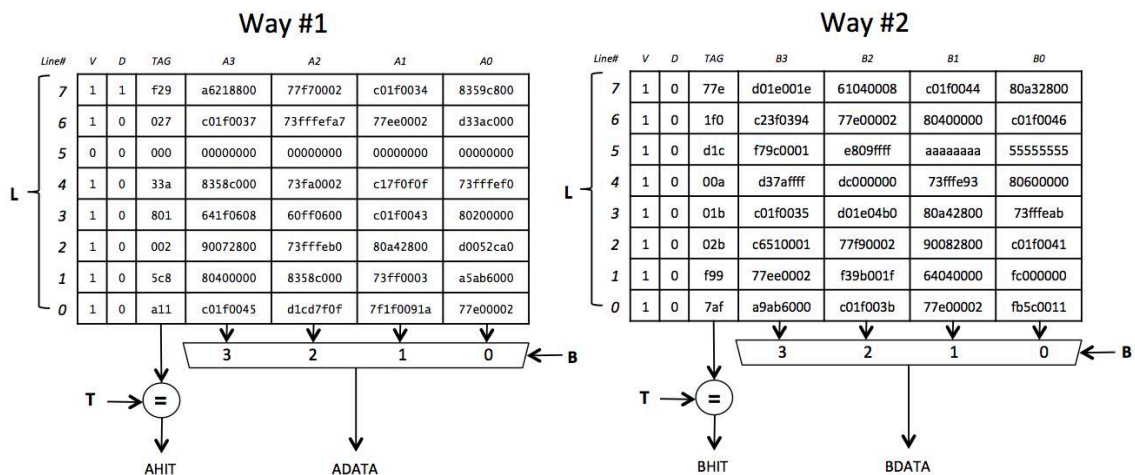 Way #1
Line# V D TAG A3 A2 A1 A0
7 1 1 f29 a6218800 77f70002 c01f0034 8359c800
6 1 0 027 c01f0037 73fffefa7 77ee0002 d33ac000
5 0 0 000 00000000 00000000 00000000 00000000
4 1 0 33a 8358c000 73fa0002 c17f0f0f 73fffef0
3 1 0 801 641f0608 60ff0600 c01f0043 80200000
2 1 0 002 90072800 73fffeb0 80a42800 d0052ca0
1 1 0 5c8 80400000 8358c000 73ff0003 a5ab6000
0 1 0 a11 c01f0045 d1cd7f0f 7f1f0091a 77e00002
L
3 2 1 0
B
T =
AHIT ADATA
Way #2
Line# V D TAG B3 B2 B1 B0
7 1 0 77e d01e001e 61040008 c01f0044 80a32800
6 1 0 1f0 c23f0394 77e00002 80400000 c01f0046
5 1 0 d1c f79c0001 e809ffff aaaaaaaa 55555555
4 1 0 00a d37affff dc000000 73fffe93 80600000
3 1 0 01b c01f0035 d01e04b0 80a42800 73fffeab
2 1 0 02b c6510001 77f90002 90082800 c01f0041
1 1 0 f99 77ee0002 f39b001f 64040000 fc000000
0 1 0 7af a9ab6000 c01f003b 77e00002 fb5c0011
L
3 2 1 0
B
T =
BHIT BDATA